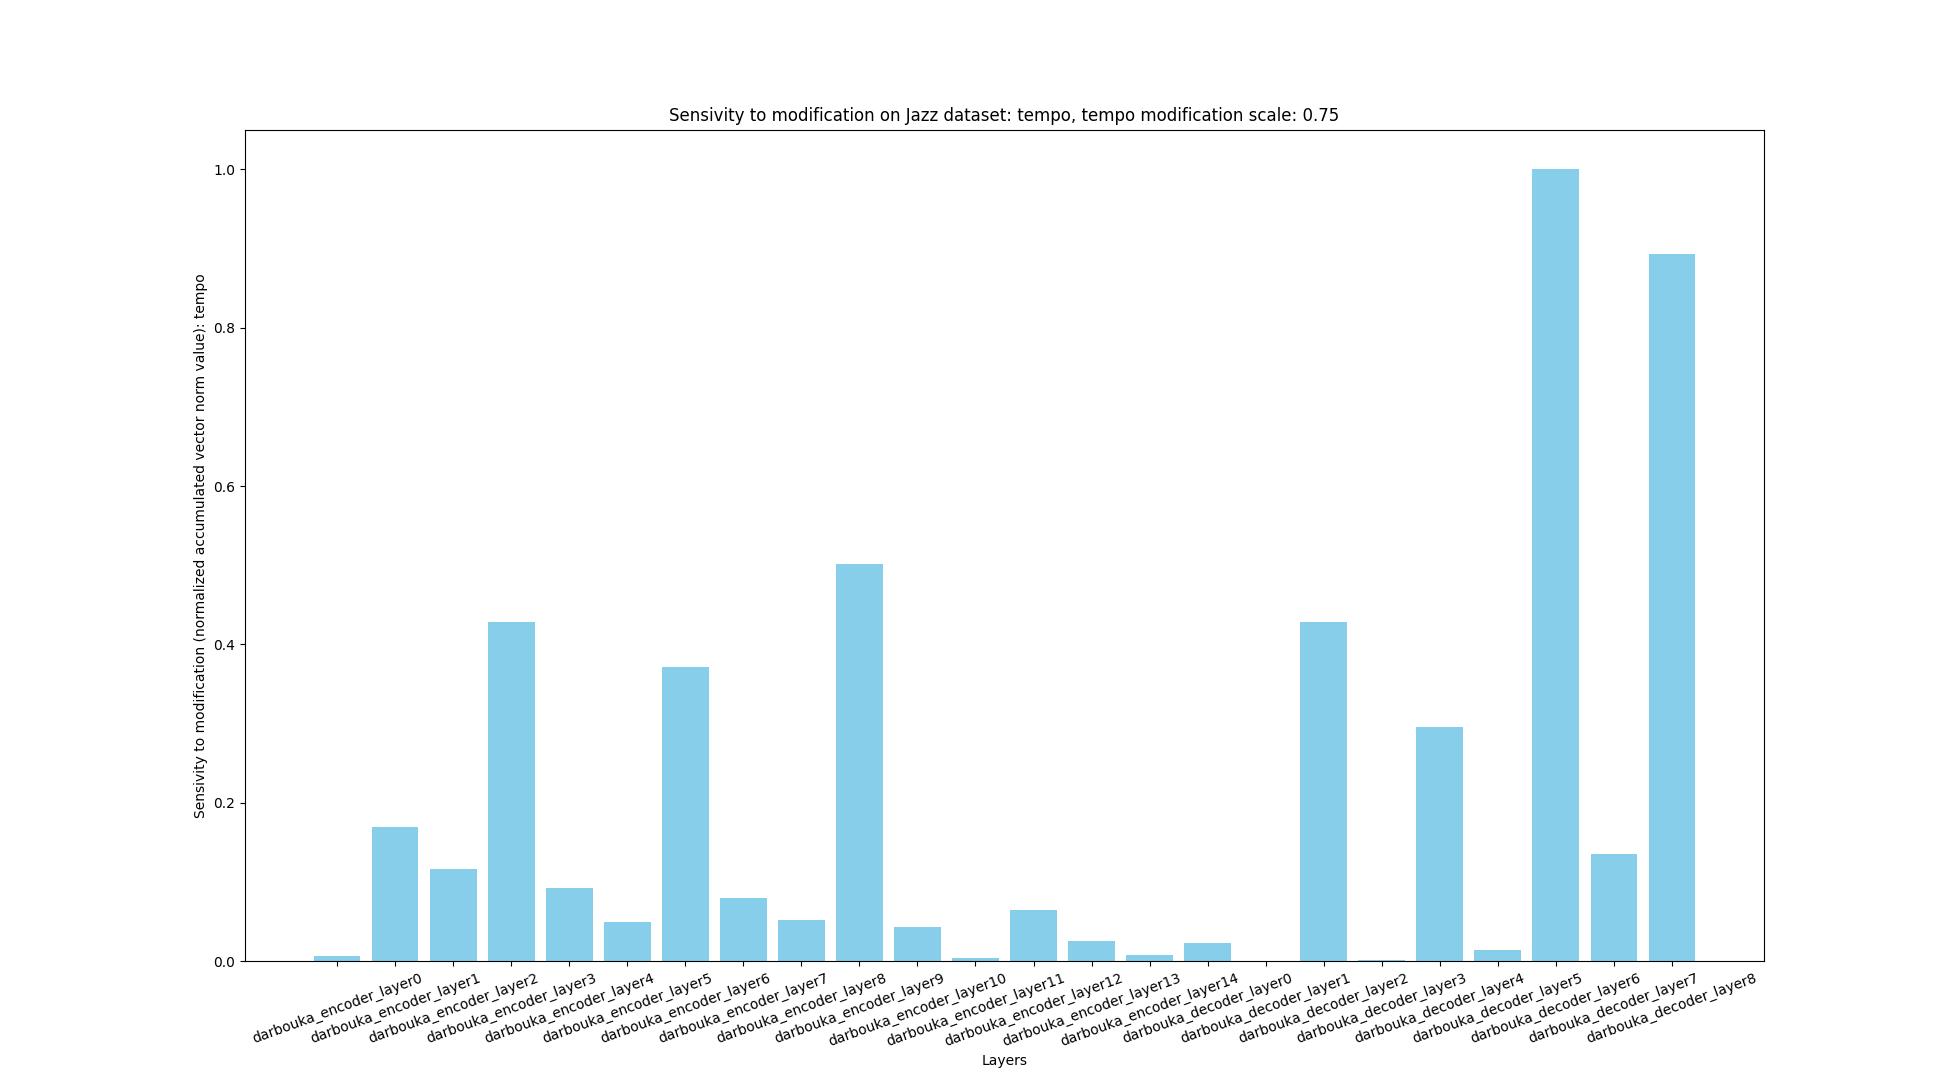 Sensivity to modification on Jazz dataset: tempo, tempo modification scale: 0.75
Sensivity to modification (normalized accumulated vector norm value): tempo
1.0
0.8
0.6
0.4
0.2
0.0
darbouka_encoder_layer0
darbouka_encoder_layer1
darbouka_encoder_layer2
darbouka_encoder_layer3
darbouka_encoder_layer4
darbouka_encoder_layer5
darbouka_encoder_layer6
darbouka_encoder_layer7
darbouka_encoder_layer8
darbouka_encoder_layer9
darbouka_encoder_layer10
darbouka_encoder_layer11
darbouka_encoder_layer12
darbouka_encoder_layer13
darbouka_encoder_layer14
darbouka_decoder_layer0
darbouka_decoder_layer1
darbouka_decoder_layer2
darbouka_decoder_layer3
darbouka_decoder_layer4
darbouka_decoder_layer5
darbouka_decoder_layer6
darbouka_decoder_layer7
darbouka_decoder_layer8
Layers